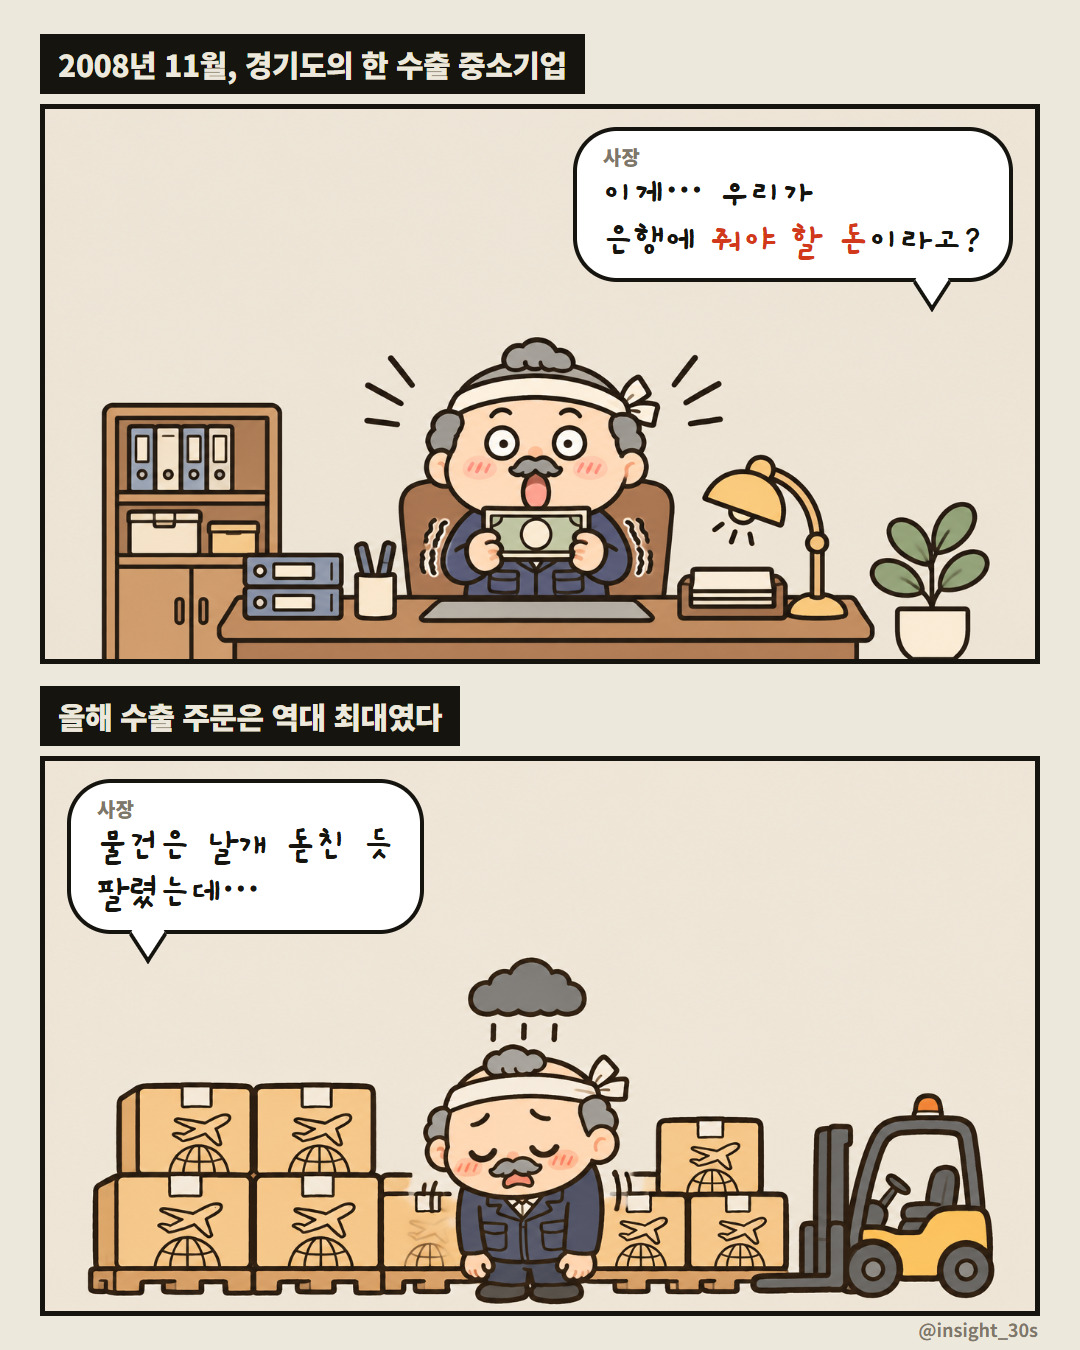 2008년 11월, 경기도의 한 수출 중소기업
사장
이게··· 우리가
은행에 줘야 할 돈이라고?
올해 수출 주문은 역대 최대였다
사장
물건은 날개 돋친 듯
팔렸는데···
@insight_30s